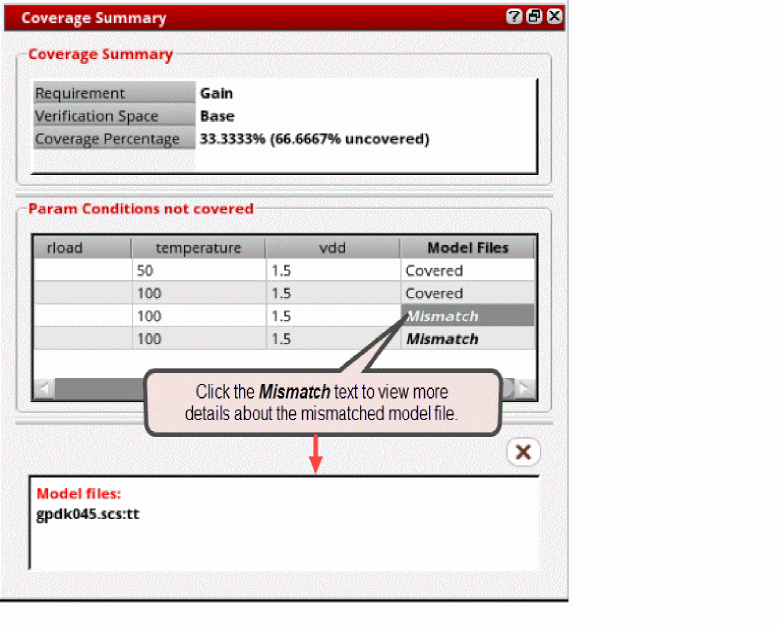 Coverage Summary
Coverage Summary
Requirement Gain
Verification Space Base
Coverage Percentage 33.3333% (66.6667% uncovered)
Param Conditions not covered
rload temperature vdd Model Files
50 1.5 Covered
100 1.5 Covered
100 1.5 Mismatch
100 1.5 Mismatch
Click the Mismatch text to view more
details about the mismatched model file.
Model files:
gpdk045.scs:tt